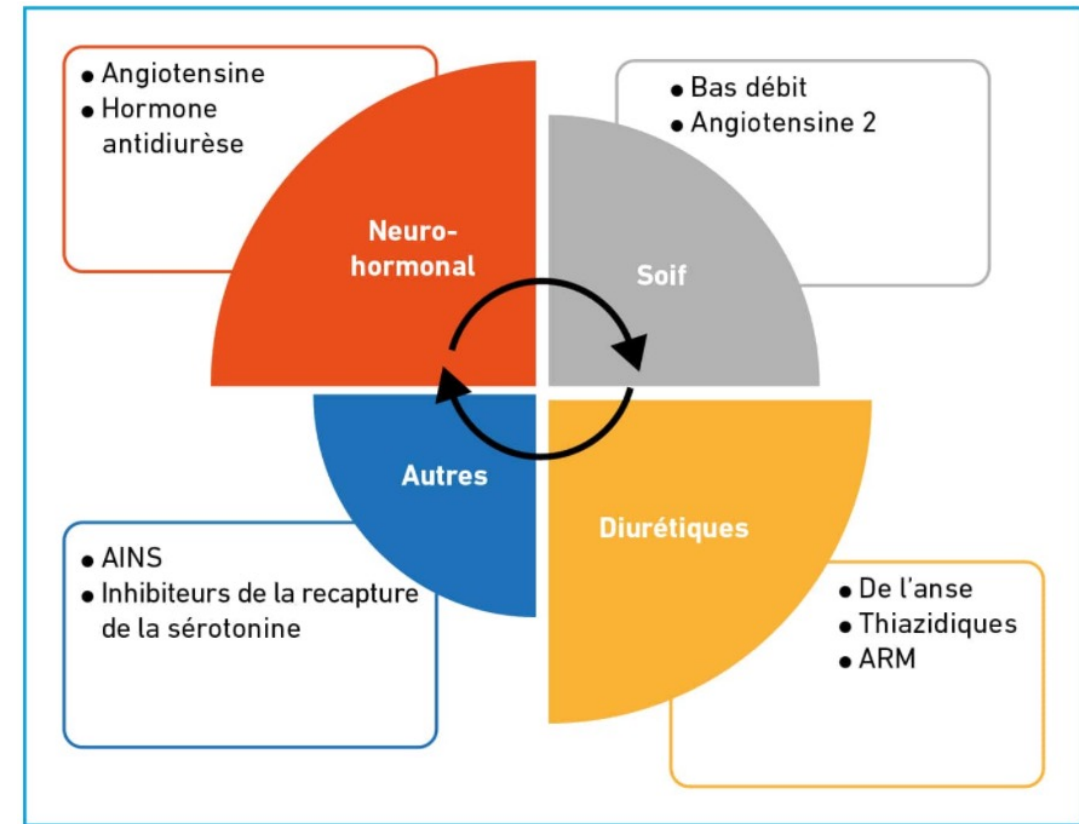 ● Angiotensine
● Hormone
antidiurèse
● Bas débit
● Angiotensine 2
Neuro-
hormonal
Soif
Autres
Diurétiques
● AINS
● Inhibiteurs de la recapture
de la sérotonine
● De l'anse
● Thiazidiques
● ARM